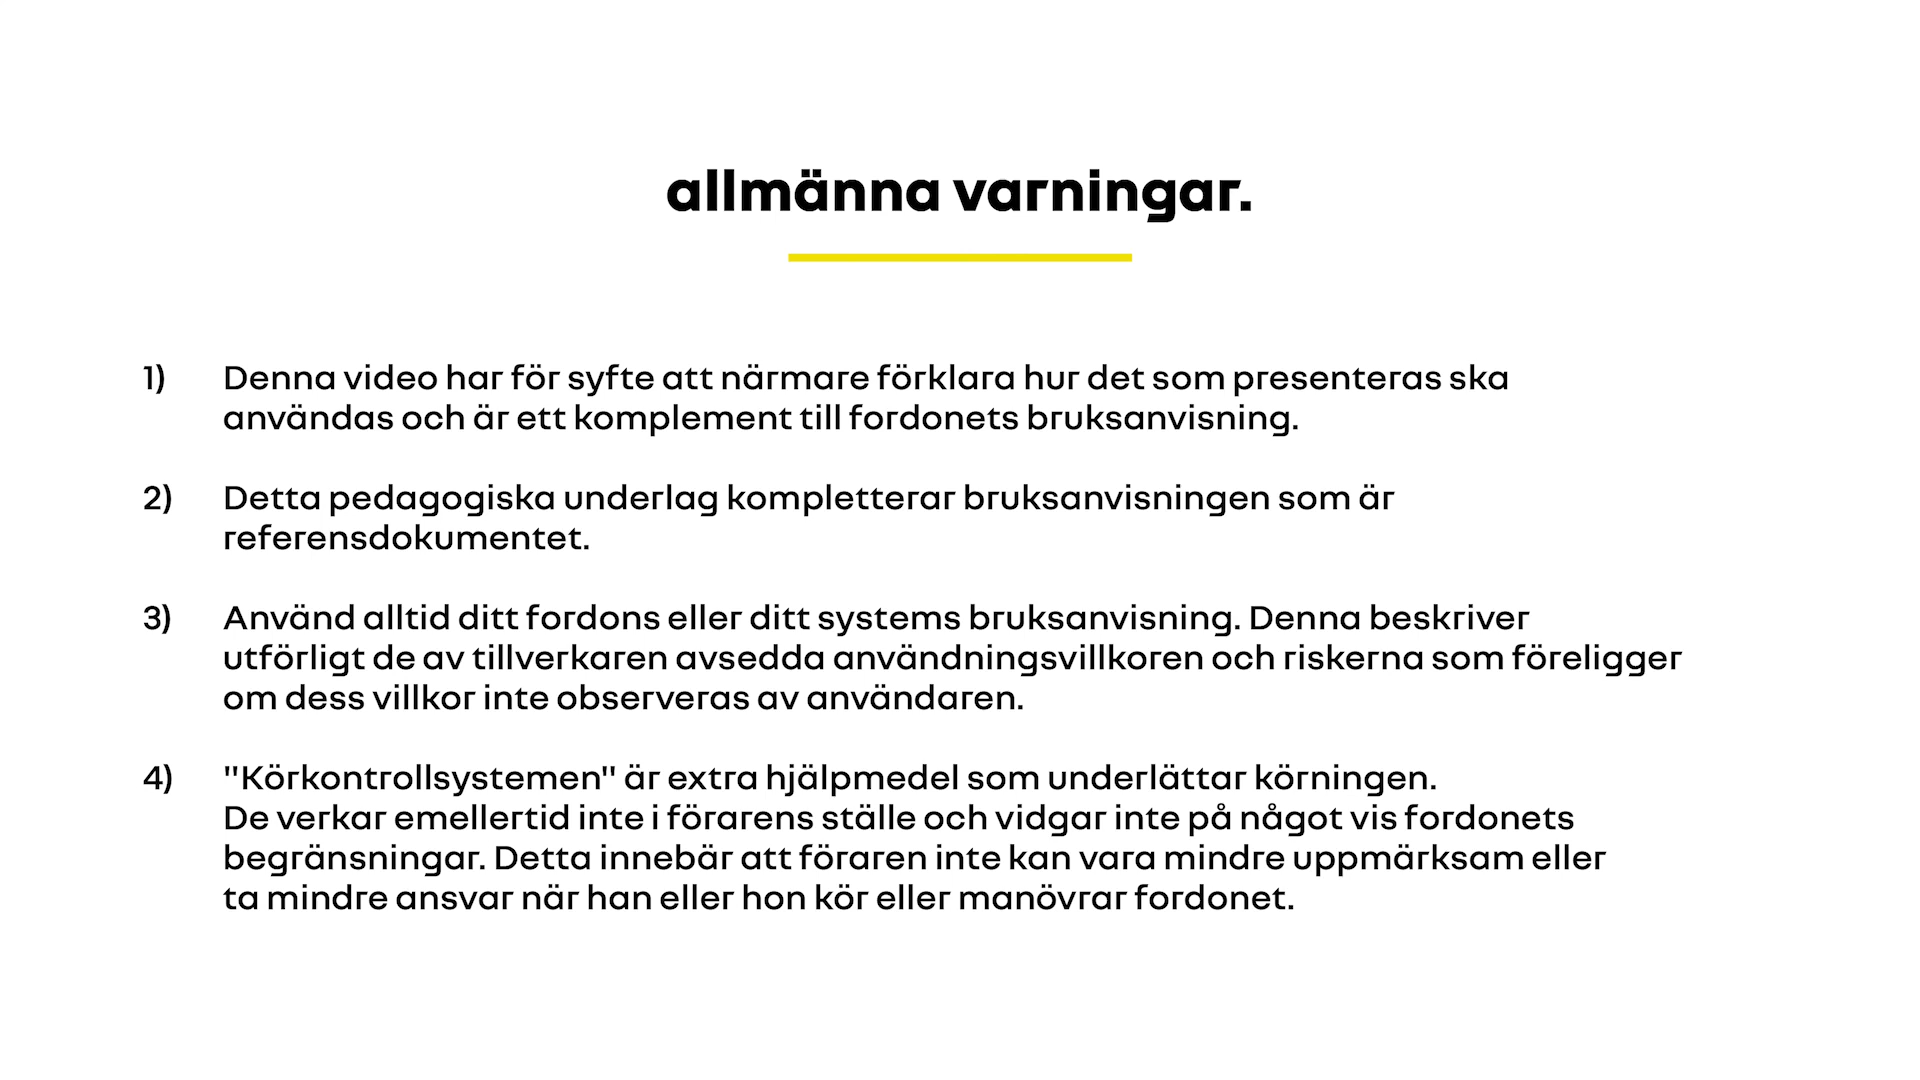 allmänna varningar.
1) Denna video har för syfte att närmare förklara hur det som presenteras ska
användas och är ett komplement till fordonets bruksanvisning.
2) Detta pedagogiska underlag kompletterar bruksanvisningen som är
referensdokumentet.
3) Använd alltid ditt fordons eller ditt systems bruksanvisning. Denna beskriver
utförligt de av tillverkaren avsedda användningsvillkoren och riskerna som föreligger
om dess villkor inte observeras av användaren.
4) "Körkontrollsystemen" är extra hjälpmedel som underlättar körningen.
De verkar emellertid inte i förarens ställe och vidgar inte på något vis fordonets
begränsningar. Detta innebär att föraren inte kan vara mindre uppmärksam eller
ta mindre ansvar när han eller hon kör eller manövrar fordonet.